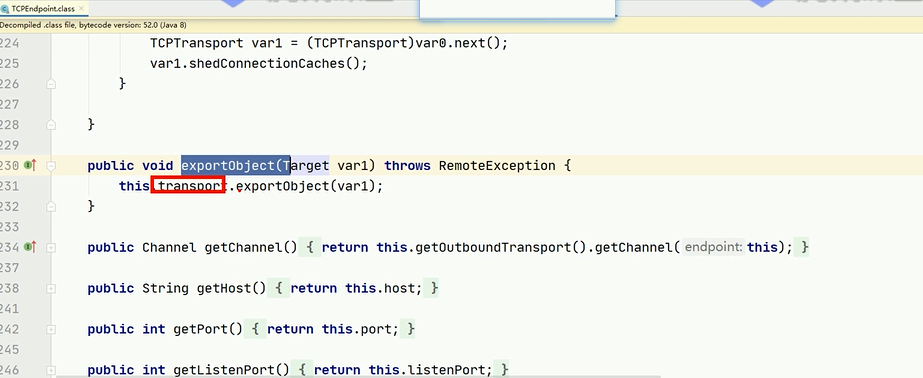 TCPEndpoint.class
Decompiled .class file, bytecode version: 52.0 (Java 8)
224 TCPTransport var1 = (TCPTransport)var0.next();
225 var1.shedConnectionCaches();
226 }
227
228 }
229
230 public void exportObject(Target var1) throws RemoteException {
231 this.transport.exportObject(var1);
232 }
233
234 public Channel getChannel() { return this.getOutboundTransport().getChannel( endpoint: this); }
237
238 public String getHost() { return this.host; }
241
242 public int getPort() { return this.port; }
245
246 public int getListenPort() { return this.listenPort; }